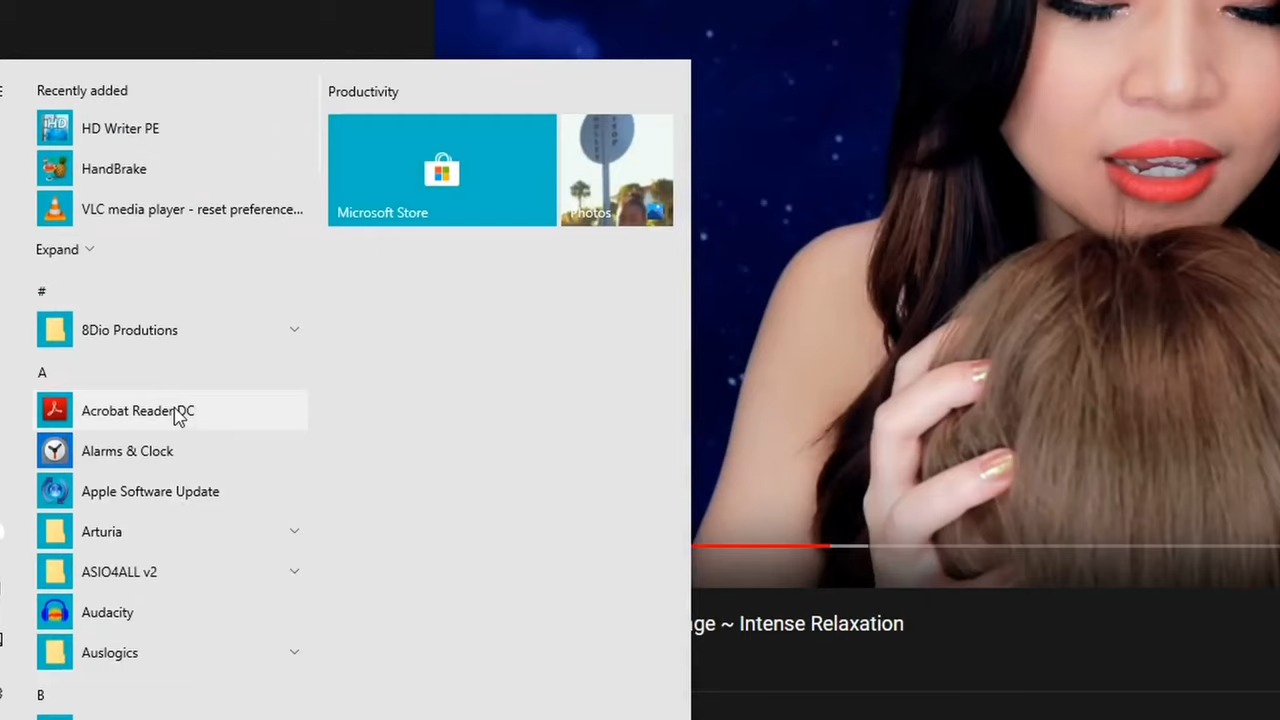 Recently added
HD Writer PE
HandBrake
VLC media player - reset preference...
Expand
#
8Dio Produtions
A
Acrobat Reader DC
Alarms & Clock
Apple Software Update
Arturia
ASIO4ALL v2
Audacity
Auslogics
B
Productivity
Microsoft Store
Photos
~ Intense Relaxation